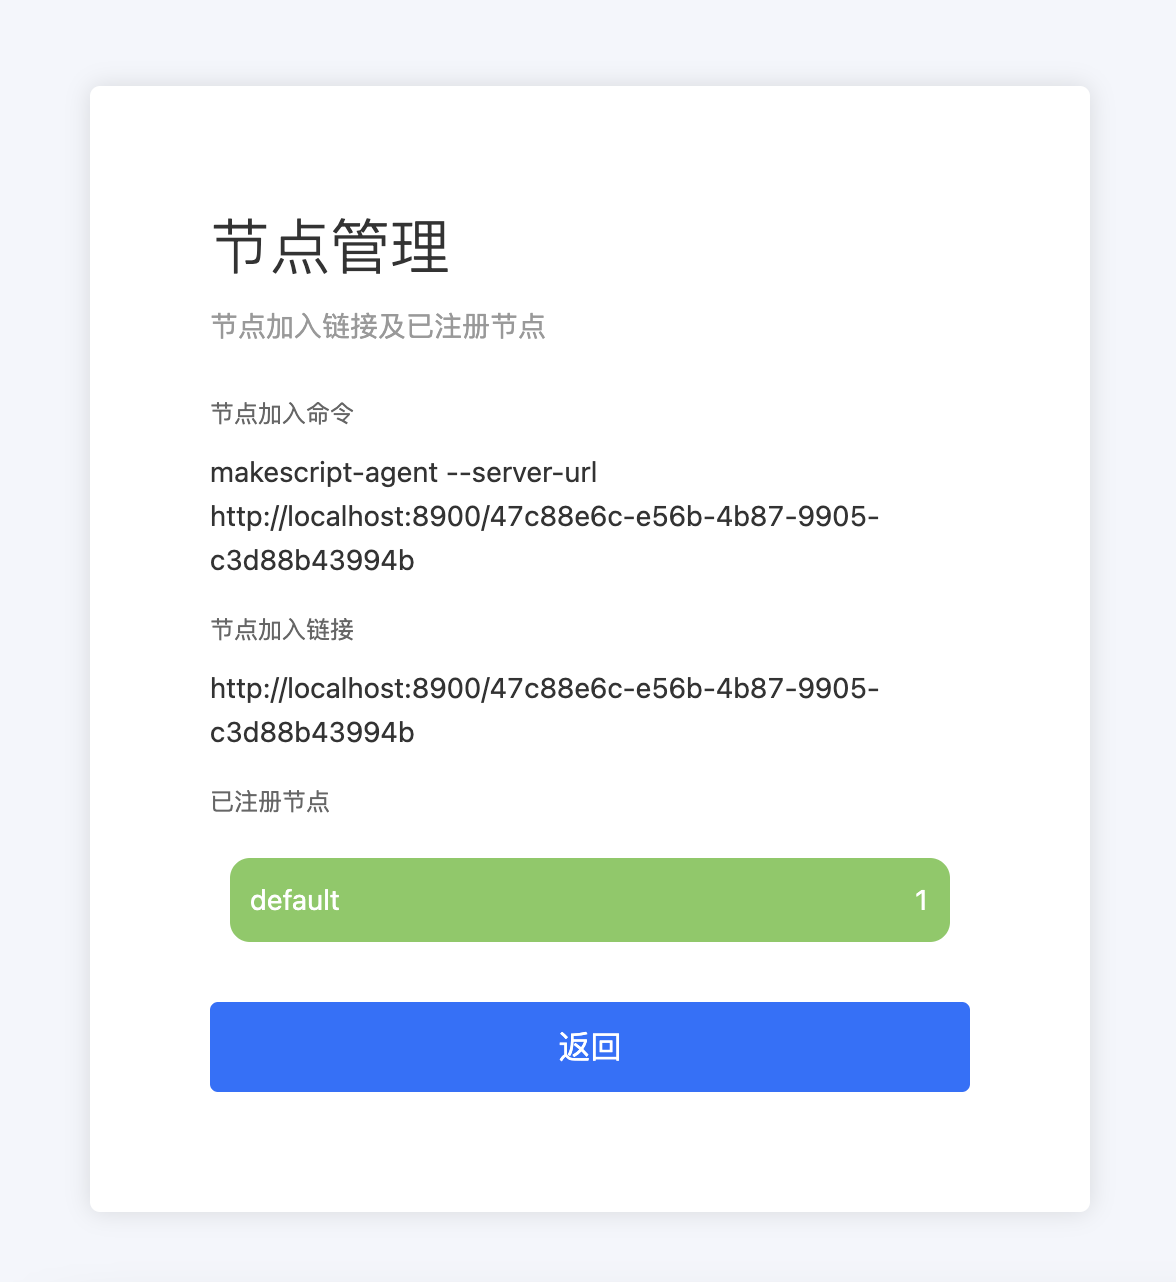 节点管理
节点加入链接及已注册节点
节点加入命令
makescript-agent --server-url
http://localhost:8900/47c88e6c-e56b-4b87-9905-
c3d88b43994b
节点加入链接
http://localhost:8900/47c88e6c-e56b-4b87-9905-
c3d88b43994b
已注册节点
default 1
返回